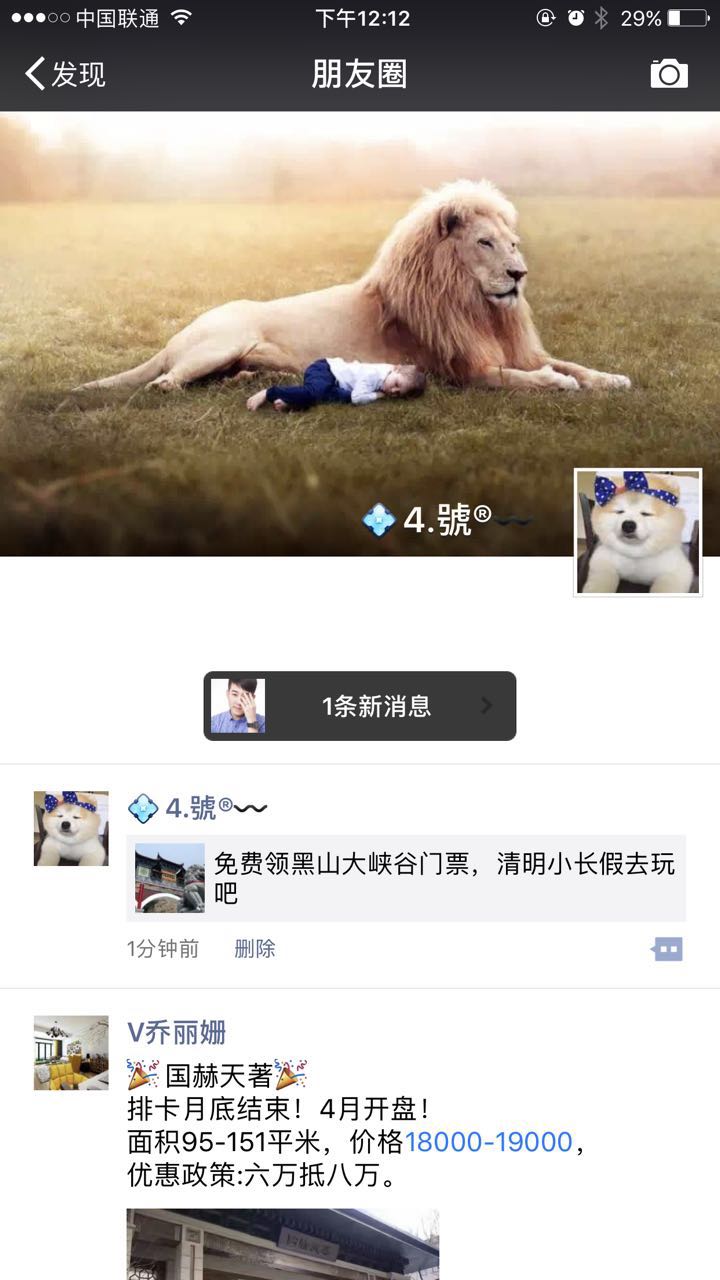 中国联通
下午12:12
29%
发现
朋友圈
4.號®
1条新消息
4.號®
免费领黑山大峡谷门票，清明小长假去玩
吧
1分钟前
删除
V乔丽姗
🎉国赫天著🎉
排卡月底结束！4月开盘！
面积95-151平米，价格18000-19000，
优惠政策:六万抵八万。